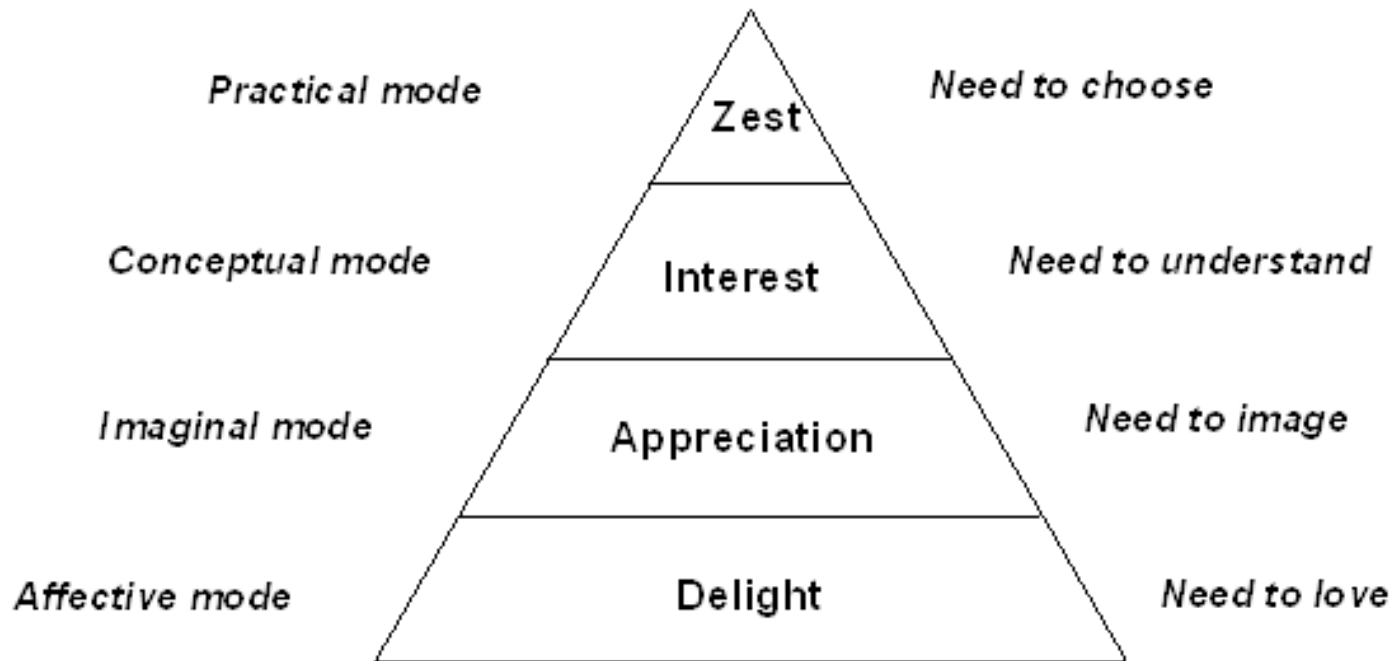 Practical mode
Zest
Need to choose
Conceptual mode
Interest
Need to understand
Imaginal mode
Appreciation
Need to image
Affective mode
Delight
Need to love